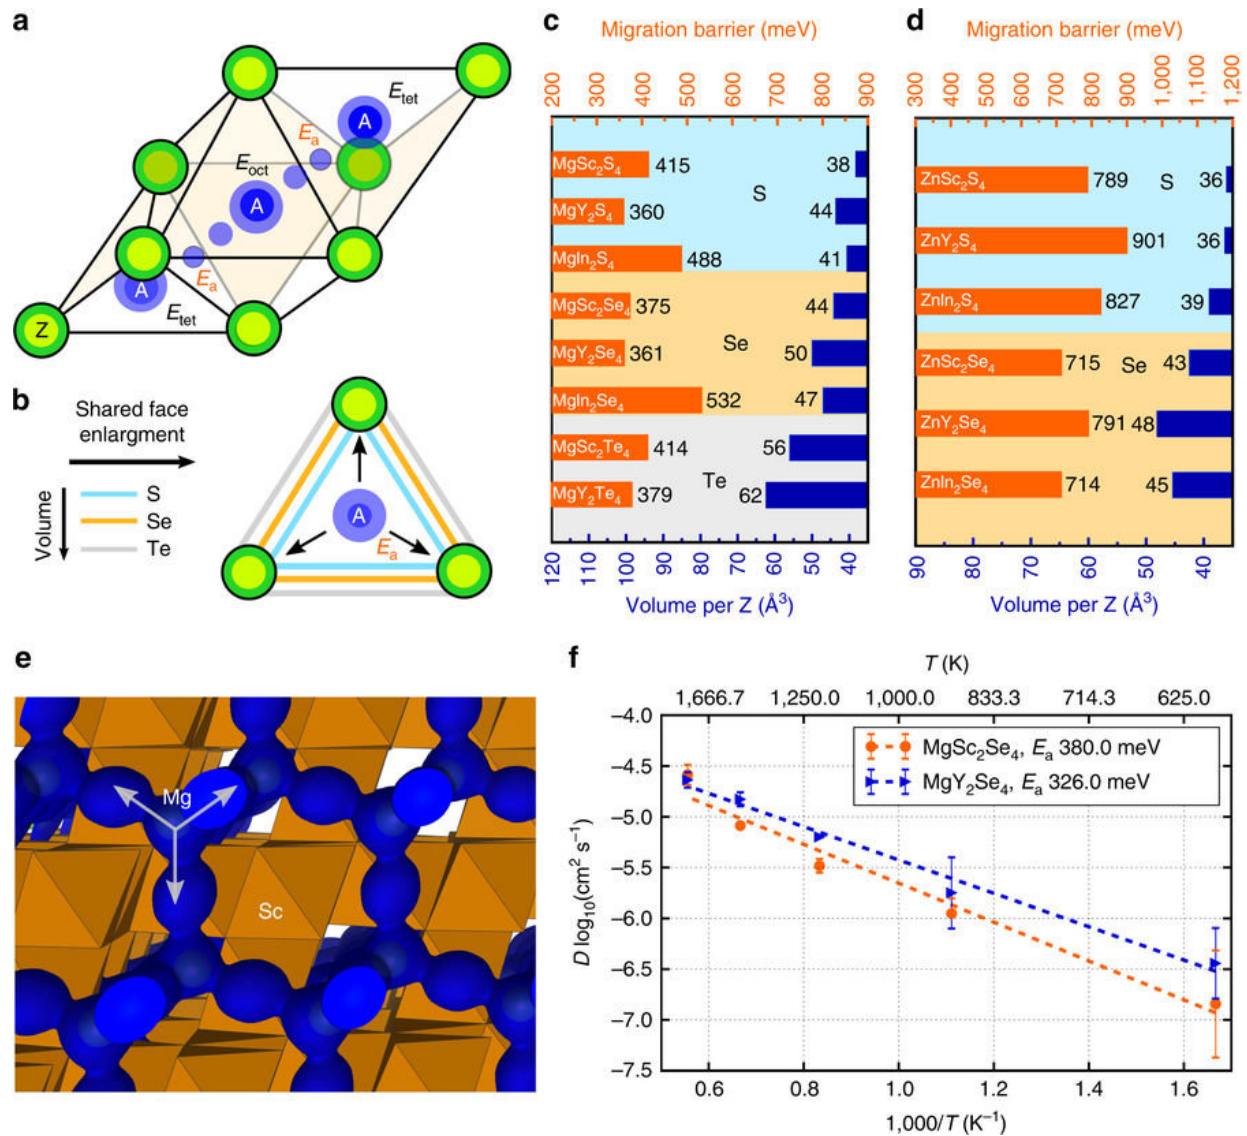 a
E_tet
A
E_a
E_oct
A
E_a
A
E_tet
Z
b
Shared face
enlargment
Volume
S
Se
Te
A
E_a
c
Migration barrier (meV)
200 300 400 500 600 700 800 900
MgSc₂S₄ 415 38
S
MgY₂S₄ 360 44
MgIn₂S₄ 488 41
MgSc₂Se₄ 375 44
Se
MgY₂Se₄ 361 50
MgIn₂Se₄ 532 47
MgSc₂Te₄ 414 56
Te
MgY₂Te₄ 379 62
120 110 100 90 80 70 60 50 40
Volume per Z (Å³)
d
Migration barrier (meV)
300 400 500 600 700 800 900 1,000 1,100 1,200
ZnSc₂S₄ 789 S 36
ZnY₂S₄ 901 36
ZnIn₂S₄ 827 39
ZnSc₂Se₄ 715 Se 43
ZnY₂Se₄ 791 48
ZnIn₂Se₄ 714 45
90 80 70 60 50 40
Volume per Z (Å³)
e
Mg
Sc
f
T (K)
1,666.7 1,250.0 1,000.0 833.3 714.3 625.0
MgSc₂Se₄, E_a 380.0 meV
MgY₂Se₄, E_a 326.0 meV
−4.0
−4.5
−5.0
−5.5
−6.0
−6.5
−7.0
−7.5
D log₁₀(cm² s⁻¹)
0.6 0.8 1.0 1.2 1.4 1.6
1,000/T (K⁻¹)